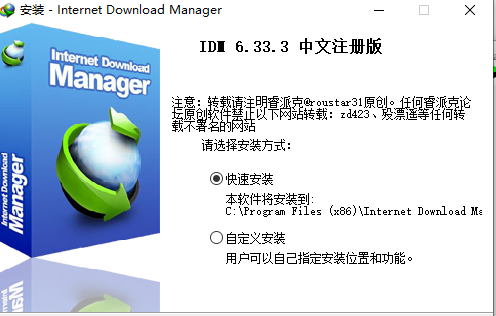 安装 - Internet Download Manager
Internet Download
Manager
IDM 6.33.3 中文注册版
注意：转载请注明睿派克@roustar31原创。任何睿派克论
坛原创软件禁止以下网站转载：zd423、殁漂遥等任何转
载不署名的网站
请选择安装方式：
快速安装
本软件将安装到:
C:\Program Files (x86)\Internet Download Ma
自定义安装
用户可以自己指定安装位置和功能。
Internet Download
Manager